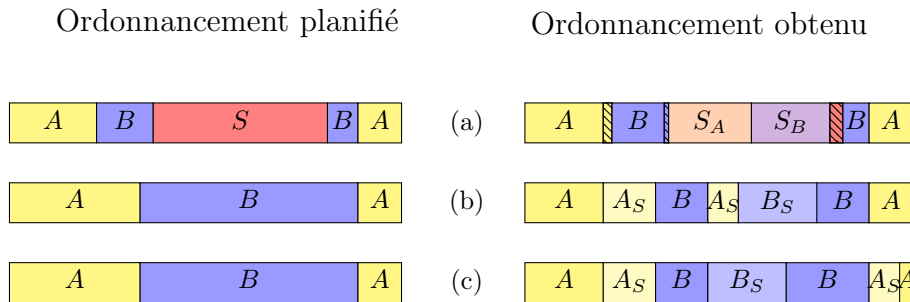 Ordonnancement planifié Ordonnancement obtenu
A B S B A (a) A B S_A S_B B A
A B A (b) A A_S B A_S B_S B A
A B A (c) A A_S B B_S B A_S A